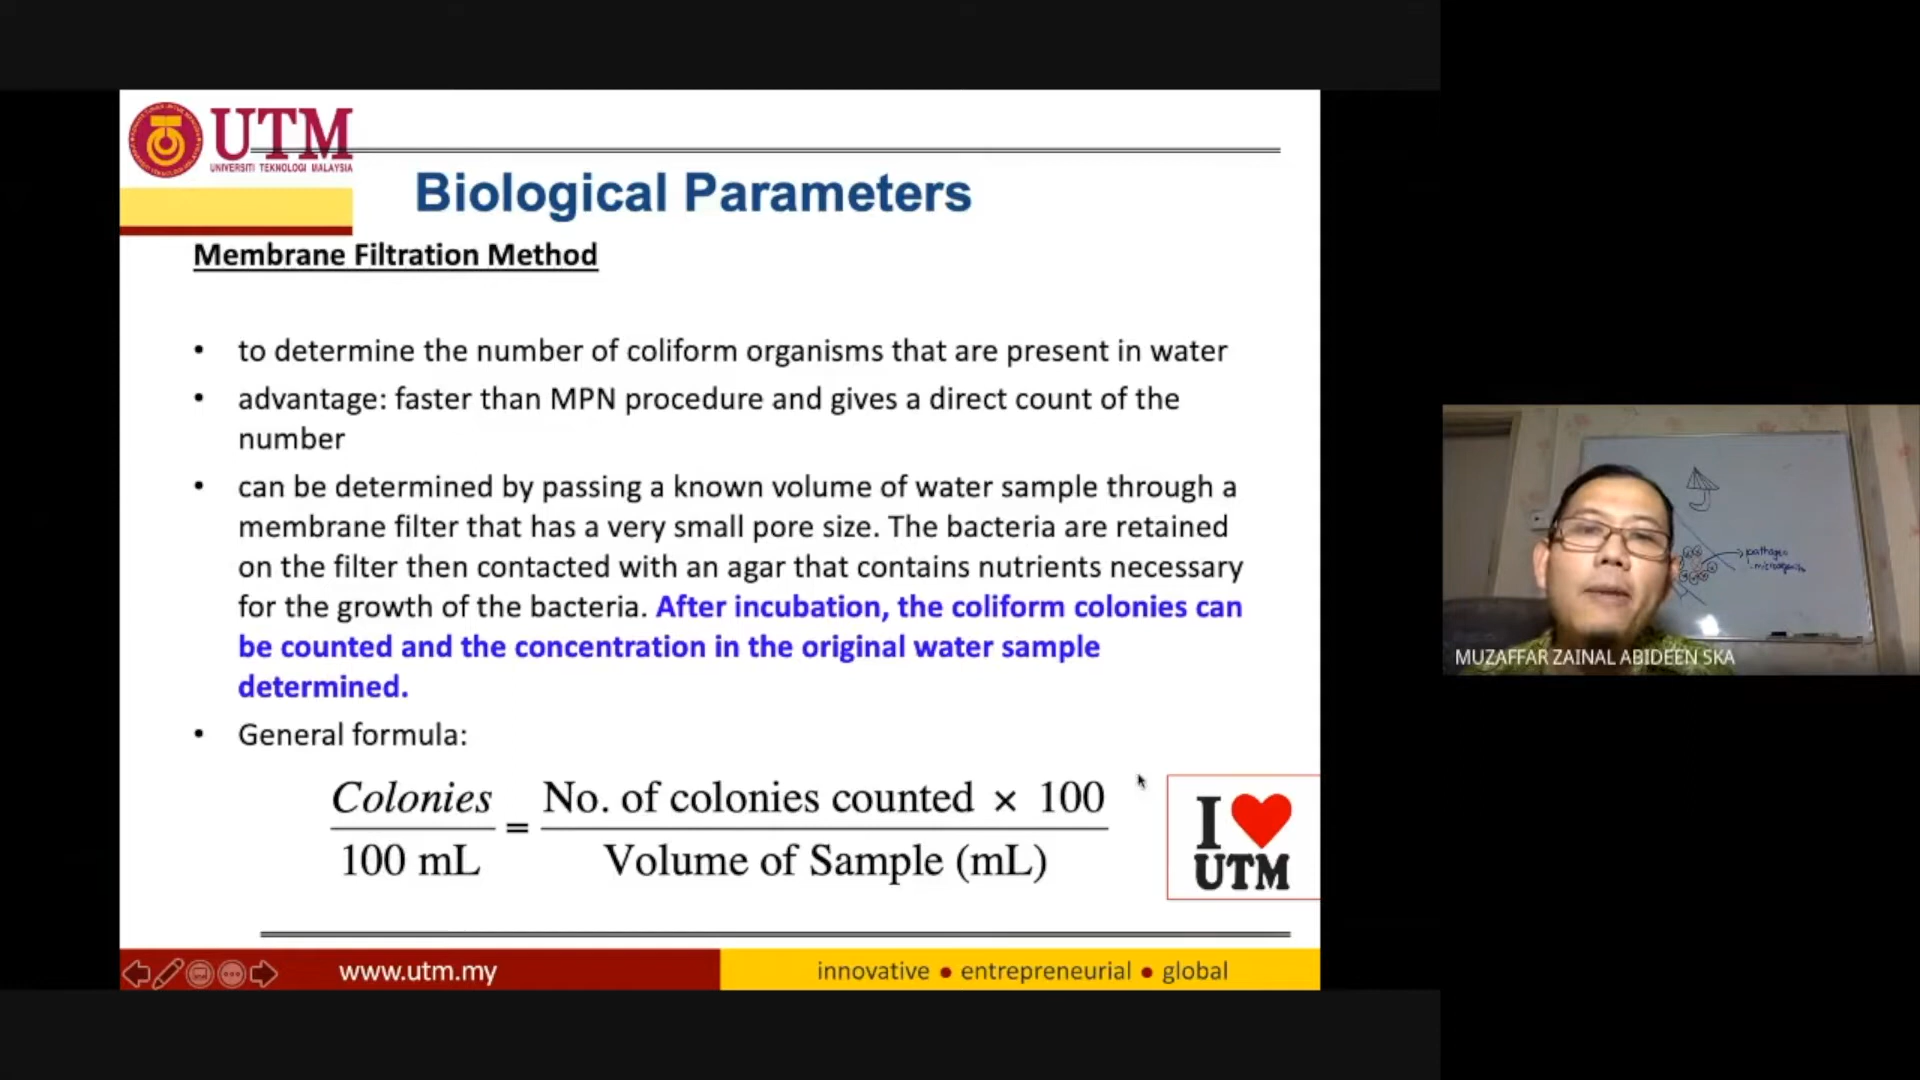 UTM
UNIVERSITI TEKNOLOGI MALAYSIA
Biological Parameters
Membrane Filtration Method
• to determine the number of coliform organisms that are present in water
• advantage: faster than MPN procedure and gives a direct count of the
number
• can be determined by passing a known volume of water sample through a
membrane filter that has a very small pore size. The bacteria are retained
on the filter then contacted with an agar that contains nutrients necessary
for the growth of the bacteria. After incubation, the coliform colonies can
be counted and the concentration in the original water sample
determined.
• General formula:
Colonies / 100 mL = No. of colonies counted × 100 / Volume of Sample (mL)
I ❤ UTM
www.utm.my
innovative • entrepreneurial • global
MUZAFFAR ZAINAL ABIDEEN SKA